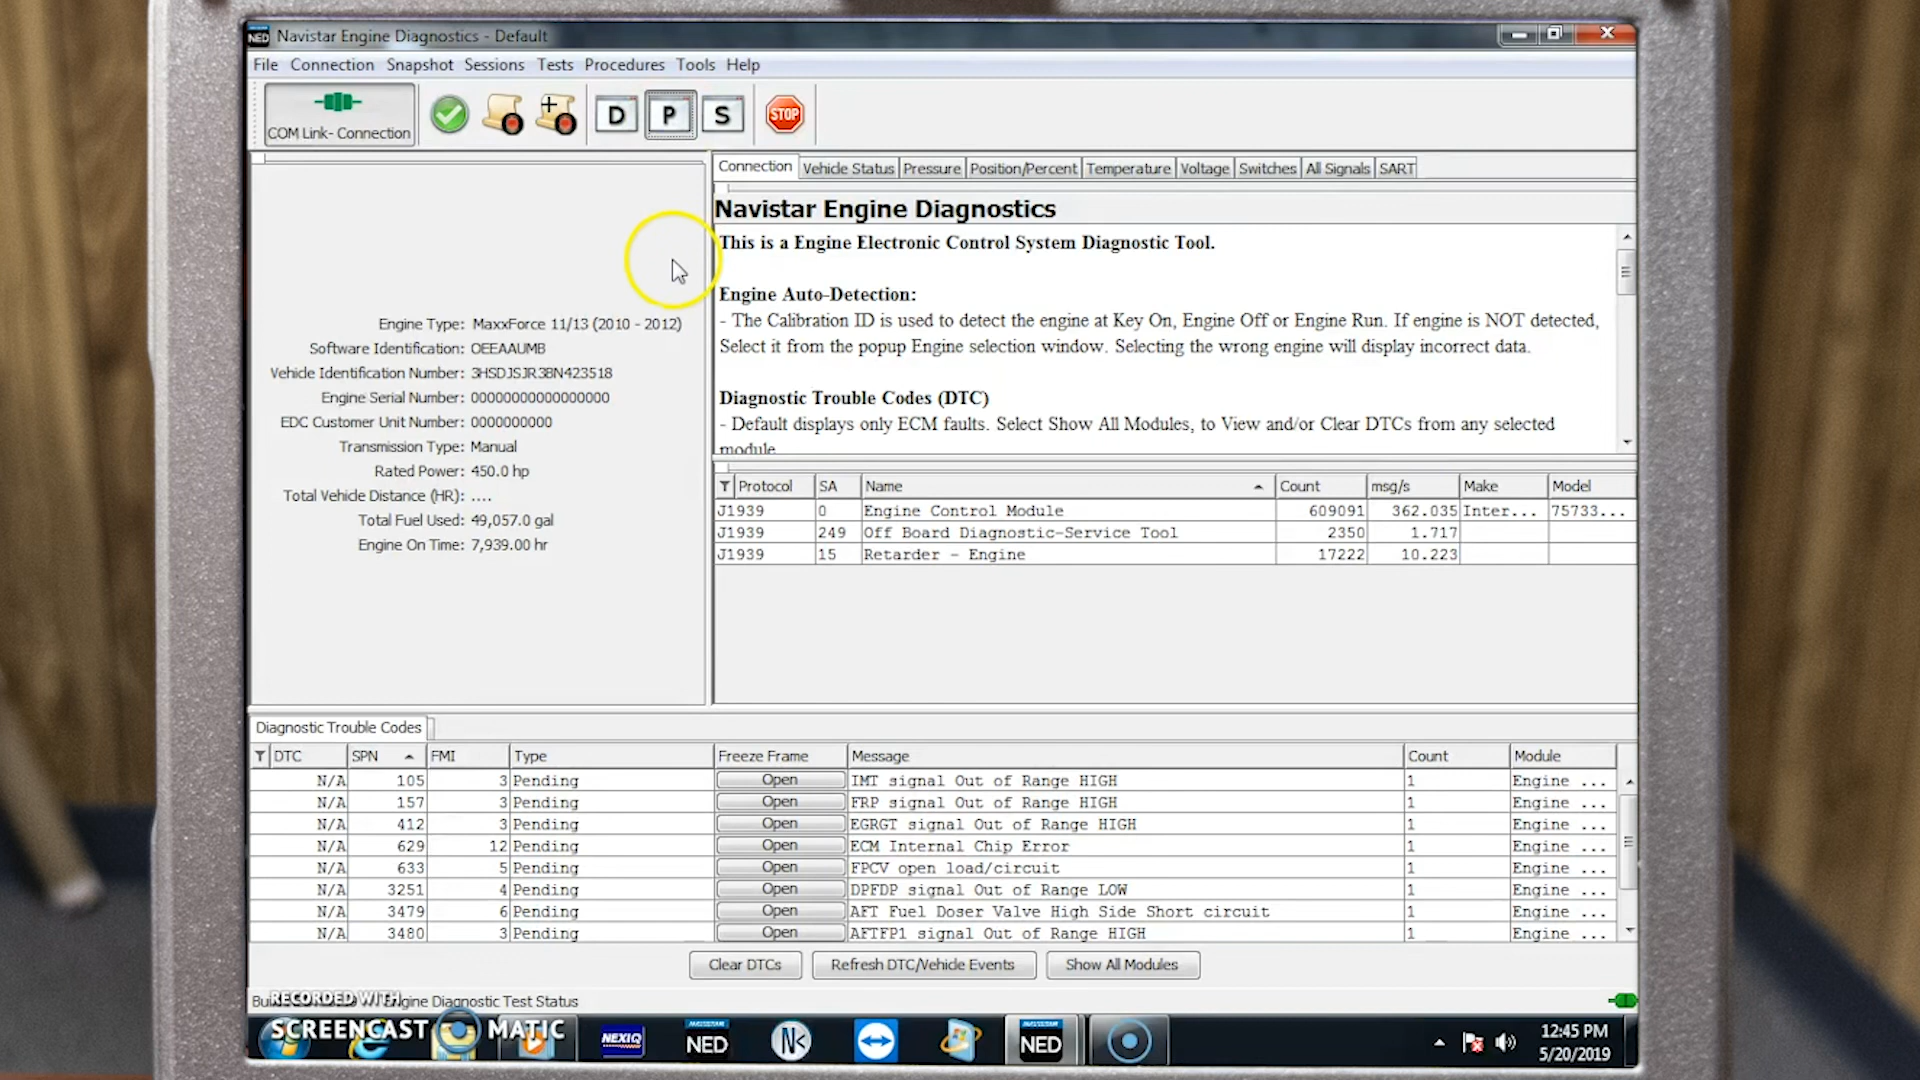 NED Navistar Engine Diagnostics - Default
File Connection Snapshot Sessions Tests Procedures Tools Help
COM Link- Connection
D P S STOP
Connection Vehicle Status Pressure Position/Percent Temperature Voltage Switches All Signals SART
Navistar Engine Diagnostics
This is a Engine Electronic Control System Diagnostic Tool.
Engine Auto-Detection:
- The Calibration ID is used to detect the engine at Key On, Engine Off or Engine Run. If engine is NOT detected,
Select it from the popup Engine selection window. Selecting the wrong engine will display incorrect data.
Diagnostic Trouble Codes (DTC)
- Default displays only ECM faults. Select Show All Modules, to View and/or Clear DTCs from any selected
module
Engine Type: MaxxForce 11/13 (2010 - 2012)
Software Identification: OEEAAUMB
Vehicle Identification Number: 3HSDJSJR38N423518
Engine Serial Number: 00000000000000000
EDC Customer Unit Number: 0000000000
Transmission Type: Manual
Rated Power: 450.0 hp
Total Vehicle Distance (HR): ....
Total Fuel Used: 49,057.0 gal
Engine On Time: 7,939.00 hr
Protocol SA Name Count msg/s Make Model
J1939 0 Engine Control Module 609091 362.035 Inter... 75733...
J1939 249 Off Board Diagnostic-Service Tool 2350 1.717
J1939 15 Retarder - Engine 17222 10.223
Diagnostic Trouble Codes
DTC SPN FMI Type Freeze Frame Message Count Module
N/A 105 3 Pending Open IMT signal Out of Range HIGH 1 Engine ...
N/A 157 3 Pending Open FRP signal Out of Range HIGH 1 Engine ...
N/A 412 3 Pending Open EGRGT signal Out of Range HIGH 1 Engine ...
N/A 629 12 Pending Open ECM Internal Chip Error 1 Engine ...
N/A 633 5 Pending Open FPCV open load/circuit 1 Engine ...
N/A 3251 4 Pending Open DPFDP signal Out of Range LOW 1 Engine ...
N/A 3479 6 Pending Open AFT Fuel Doser Valve High Side Short circuit 1 Engine ...
N/A 3480 3 Pending Open AFTFP1 signal Out of Range HIGH 1 Engine ...
Clear DTCs Refresh DTC/Vehicle Events Show All Modules
Engine Diagnostic Test Status
RECORDED WITH
SCREENCAST MATIC
NEXIQ NED N NED
12:45 PM
5/20/2019